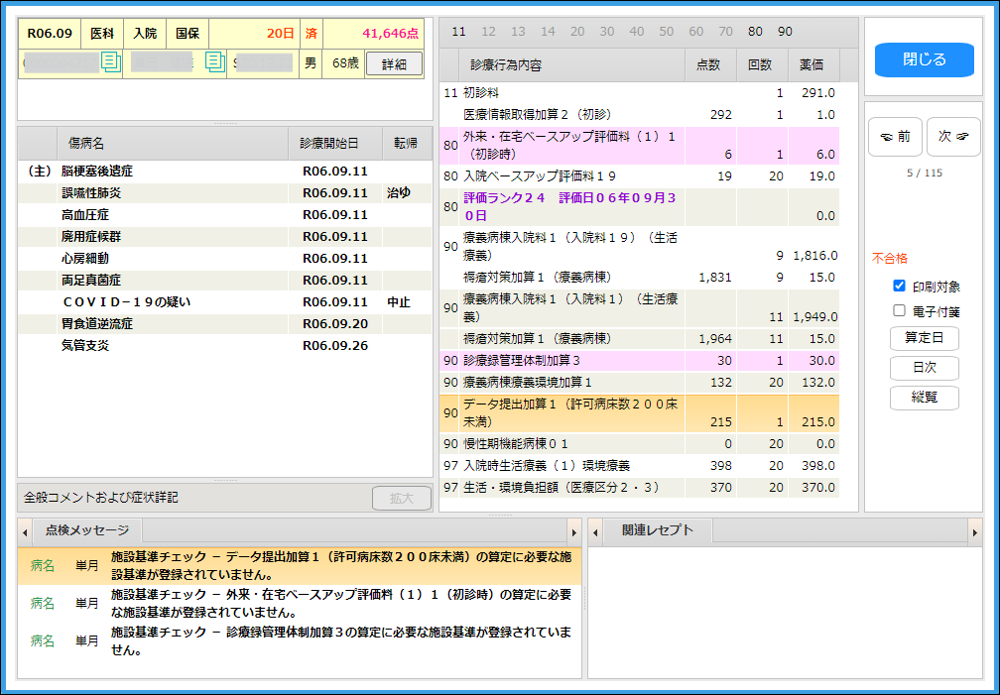 R06.09 医科 入院 国保 20日 済 41,646点
男 68歳 詳細
傷病名 診療開始日 転帰
（主） 脳梗塞後遺症 R06.09.11
誤嚥性肺炎 R06.09.11 治ゆ
高血圧症 R06.09.11
廃用症候群 R06.09.11
心房細動 R06.09.11
両足真菌症 R06.09.11
ＣＯＶＩＤ－１９の疑い R06.09.11 中止
胃食道逆流症 R06.09.20
気管支炎 R06.09.26
全般コメントおよび症状詳記 拡大
11 12 13 14 20 30 40 50 60 70 80 90
診療行為内容 点数 回数 薬価
11 初診料 1 291.0
医療情報取得加算２（初診） 292 1 1.0
80 外来・在宅ベースアップ評価料（１）１
（初診時） 6 1 6.0
80 入院ベースアップ評価料１９ 19 20 19.0
80 評価ランク２４　評価日０６年０９月３
０日 0.0
90 療養病棟入院料１（入院料１９）（生活
療養） 9 1,816.0
褥瘡対策加算１（療養病棟） 1,831 9 15.0
90 療養病棟入院料１（入院料１）（生活療
養） 11 1,949.0
褥瘡対策加算１（療養病棟） 1,964 11 15.0
90 診療録管理体制加算３ 30 1 30.0
90 療養病棟療養環境加算１ 132 20 132.0
90 データ提出加算１（許可病床数２００床
未満） 215 1 215.0
90 慢性期機能病棟０１ 0 20 0.0
97 入院時生活療養（１）環境療養 398 20 398.0
97 生活・環境負担額（医療区分２・３） 370 20 370.0
閉じる
前 次
5 / 115
不合格
印刷対象
電子付箋
算定日
日次
縦覧
点検メッセージ
病名 単月 施設基準チェック － データ提出加算１（許可病床数２００床未満）の算定に必要な施
設基準が登録されていません。
病名 単月 施設基準チェック － 外来・在宅ベースアップ評価料（１）１（初診時）の算定に必要
な施設基準が登録されていません。
病名 単月 施設基準チェック － 診療録管理体制加算３の算定に必要な施設基準が登録されていま
せん。
関連レセプト